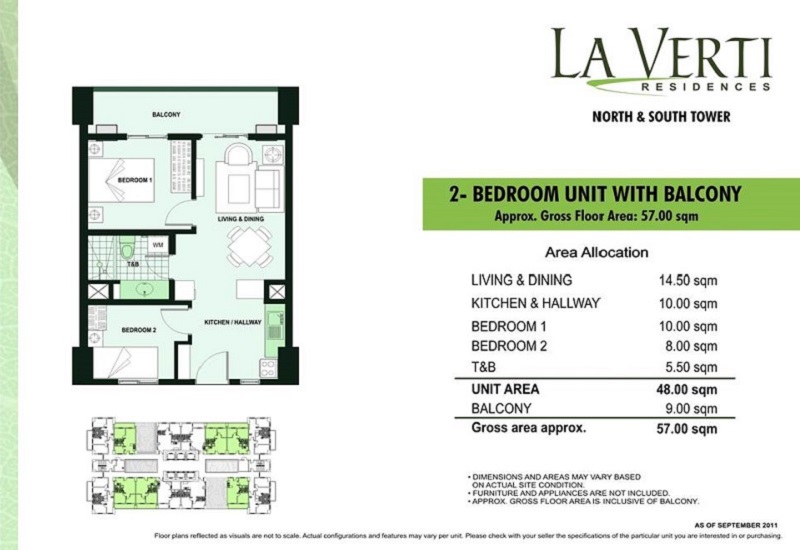 LA VERTI
RESIDENCES
NORTH & SOUTH TOWER
BALCONY
BEDROOM 1
LIVING & DINING
WM
T&B
BEDROOM 2
KITCHEN / HALLWAY
2- BEDROOM UNIT WITH BALCONY
Approx. Gross Floor Area: 57.00 sqm
Area Allocation
LIVING & DINING 14.50 sqm
KITCHEN & HALLWAY 10.00 sqm
BEDROOM 1 10.00 sqm
BEDROOM 2 8.00 sqm
T&B 5.50 sqm
UNIT AREA 48.00 sqm
BALCONY 9.00 sqm
Gross area approx. 57.00 sqm
• DIMENSIONS AND AREAS MAY VARY BASED
ON ACTUAL SITE CONDITION.
• FURNITURE AND APPLIANCES ARE NOT INCLUDED.
• APPROX. GROSS FLOOR AREA IS INCLUSIVE OF BALCONY.
AS OF SEPTEMBER 2011
Floor plans reflected as visuals are not to scale. Actual configurations and features may vary per unit. Please check with your seller the specifications of the particular unit you are interested in or purchasing.